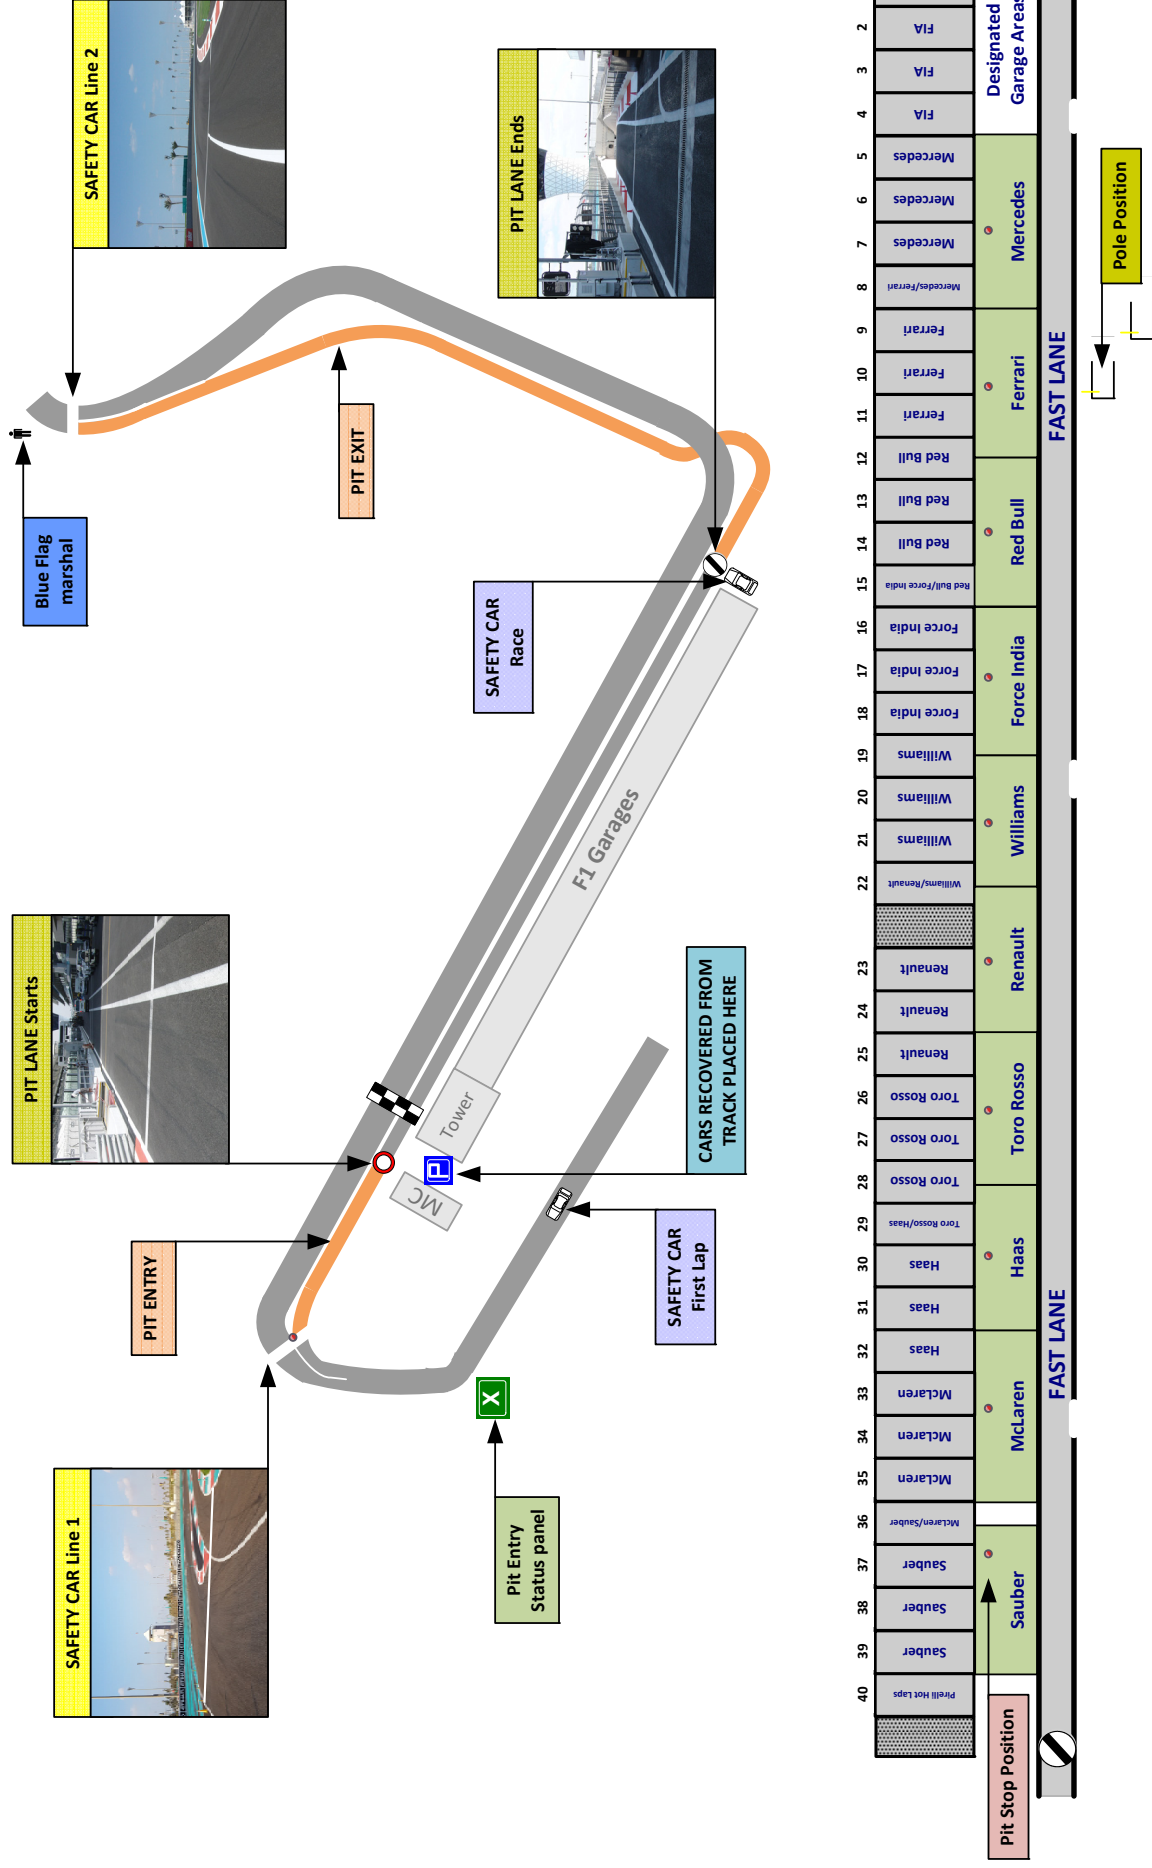 SAFETY CAR Line 2
PIT LANE Ends
Blue Flag
marshal
PIT EXIT
SAFETY CAR
Race
PIT LANE Starts
F1 Garages
Tower
MC
P
CARS RECOVERED FROM
TRACK PLACED HERE
PIT ENTRY
SAFETY CAR
First Lap
SAFETY CAR Line 1
X
Pit Entry
Status panel
2
FIA
3
FIA
4
FIA
5
Mercedes
6
Mercedes
7
Mercedes
8
Mercedes/Ferrari
9
Ferrari
10
Ferrari
11
Ferrari
12
Red Bull
13
Red Bull
14
Red Bull
15
Red Bull/Force India
16
Force India
17
Force India
18
Force India
19
Williams
20
Williams
21
Williams
22
Williams/Renault
23
Renault
24
Renault
25
Renault
26
Toro Rosso
27
Toro Rosso
28
Toro Rosso
29
Toro Rosso/Haas
30
Haas
31
Haas
32
Haas
33
McLaren
34
McLaren
35
McLaren
36
McLaren/Sauber
37
Sauber
38
Sauber
39
Sauber
40
Pirelli Hot Laps
Designated
Garage Areas
Mercedes
Ferrari
Red Bull
Force India
Williams
Renault
Toro Rosso
Haas
McLaren
Sauber
FAST LANE
FAST LANE
Pole Position
Pit Stop Position